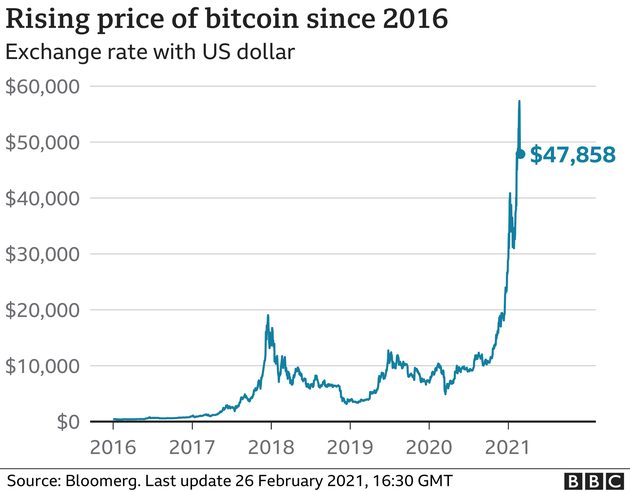 Rising price of bitcoin since 2016
Exchange rate with US dollar
$60,000
$50,000
$47,858
$40,000
$30,000
$20,000
$10,000
$0
2016 2017 2018 2019 2020 2021
Source: Bloomerg. Last update 26 February 2021, 16:30 GMT
BBC